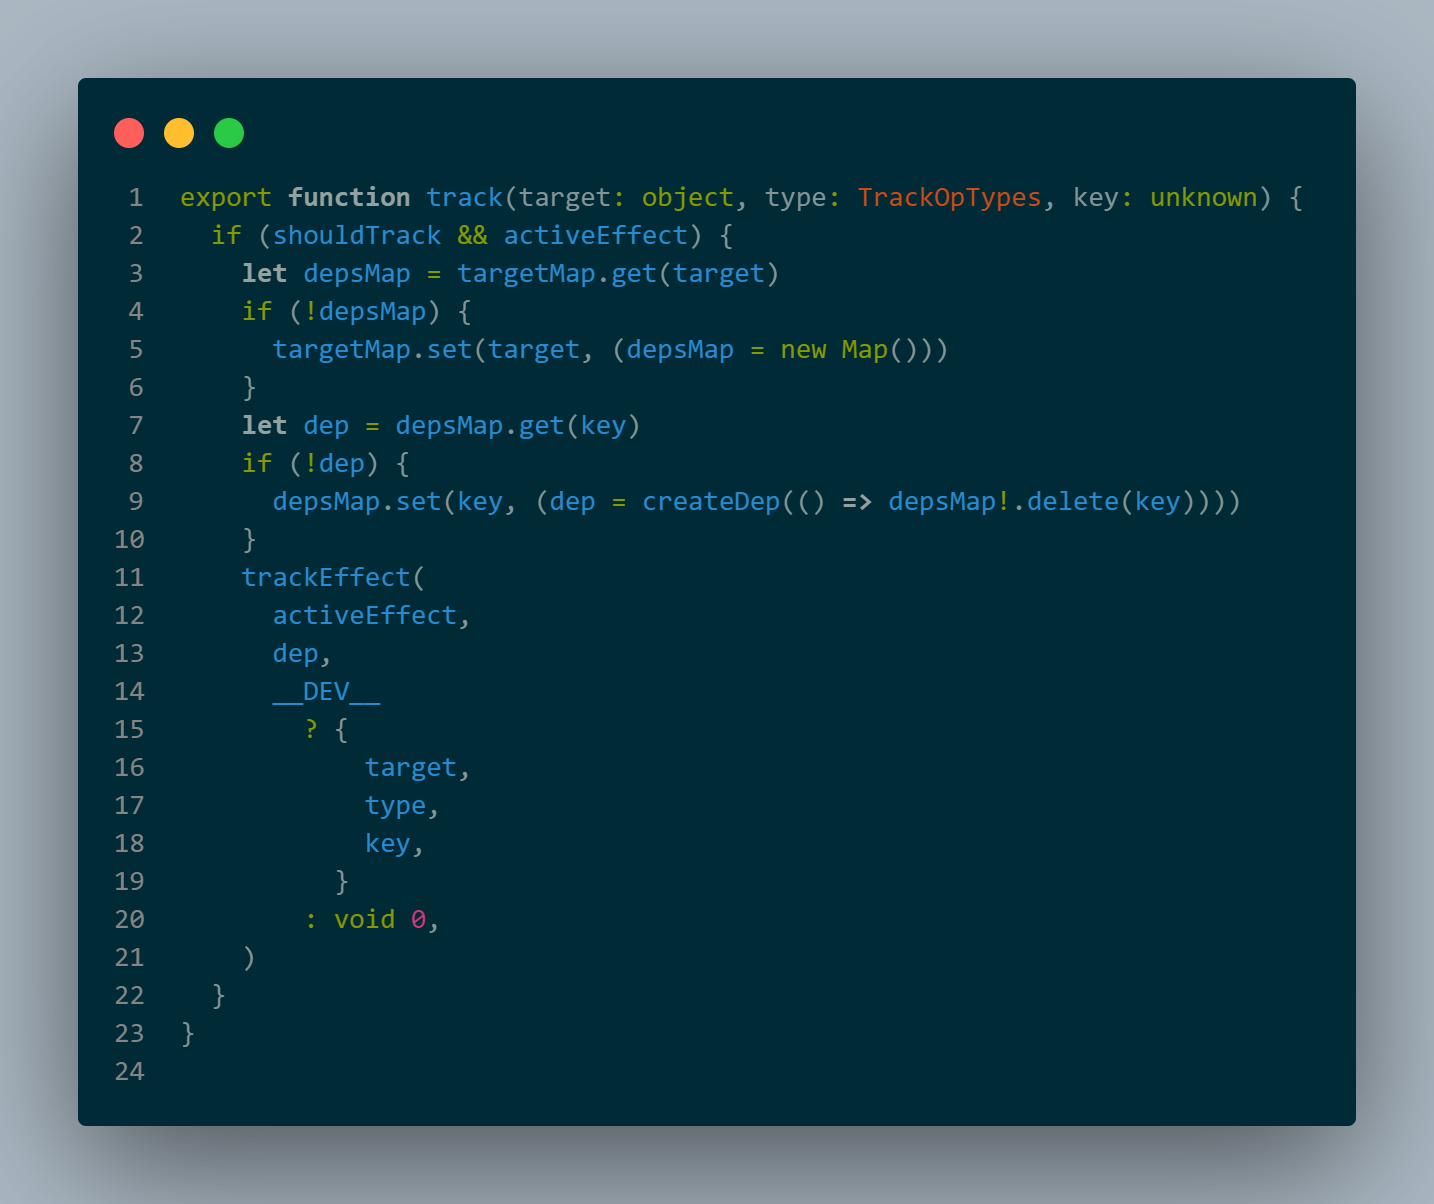 1 export function track(target: object, type: TrackOpTypes, key: unknown) {
2   if (shouldTrack && activeEffect) {
3     let depsMap = targetMap.get(target)
4     if (!depsMap) {
5       targetMap.set(target, (depsMap = new Map()))
6     }
7     let dep = depsMap.get(key)
8     if (!dep) {
9       depsMap.set(key, (dep = createDep(() => depsMap!.delete(key))))
10     }
11     trackEffect(
12       activeEffect,
13       dep,
14       __DEV__
15         ? {
16             target,
17             type,
18             key,
19           }
20         : void 0,
21     )
22   }
23 }
24